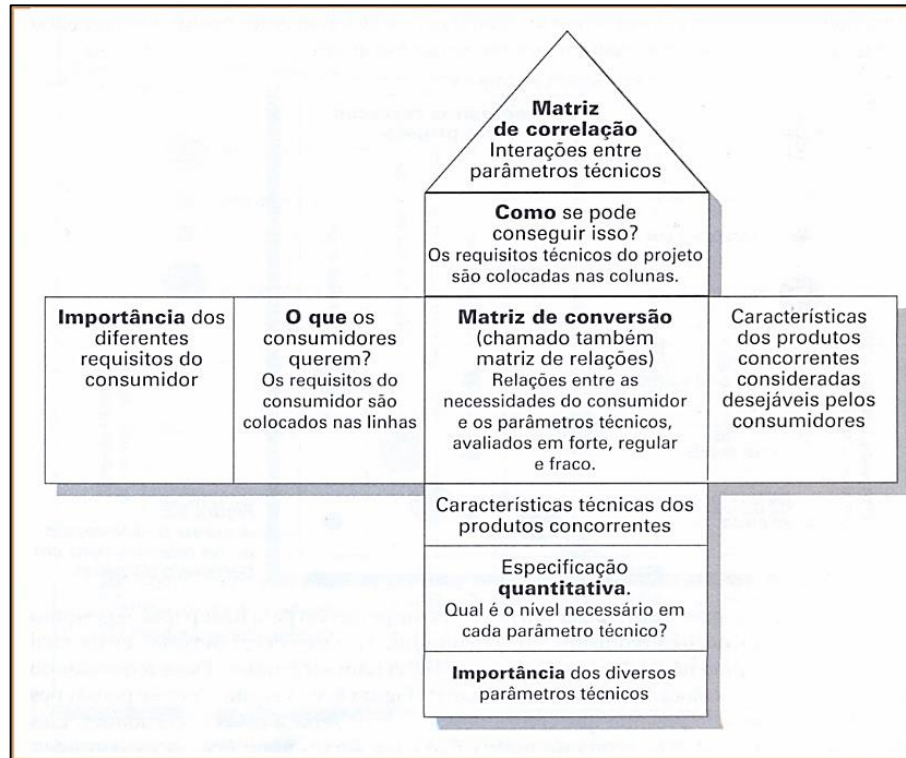 Matriz
de correlação
Interações entre
parâmetros técnicos
Como se pode
conseguir isso?
Os requisitos técnicos do projeto
são colocadas nas colunas.
Importância dos
diferentes
requisitos do
consumidor
O que os
consumidores
querem?
Os requisitos do
consumidor são
colocados nas linhas
Matriz de conversão
(chamado também
matriz de relações)
Relações entre as
necessidades do consumidor
e os parâmetros técnicos,
avaliados em forte, regular
e fraco.
Características
dos produtos
concorrentes
consideradas
desejáveis pelos
consumidores
Características técnicas dos
produtos concorrentes
Especificação
quantitativa.
Qual é o nível necessário em
cada parâmetro técnico?
Importância dos diversos
parâmetros técnicos